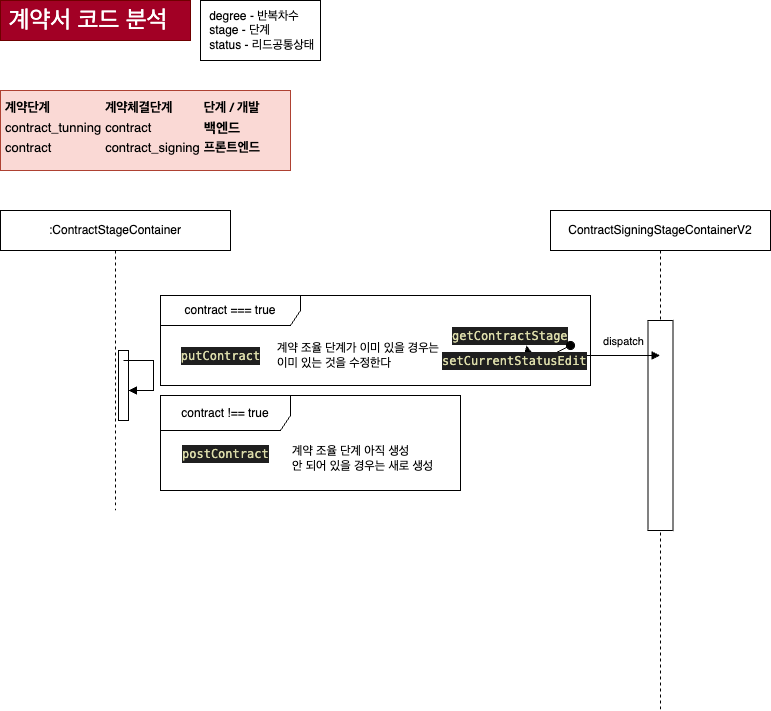 계약서 코드 분석
degree - 반복차수
stage - 단계
status - 리드공통상태
계약단계 계약체결단계 단계 / 개발
contract_tunning contract 백엔드
contract contract_signing 프론트엔드
:ContractStageContainer
ContractSigningStageContainerV2
contract === true
putContract
계약 조율 단계가 이미 있을 경우는
이미 있는 것을 수정한다
getContractStage
setCurrentStatusEdit
dispatch
contract !== true
postContract
계약 조율 단계 아직 생성
안 되어 있을 경우는 새로 생성